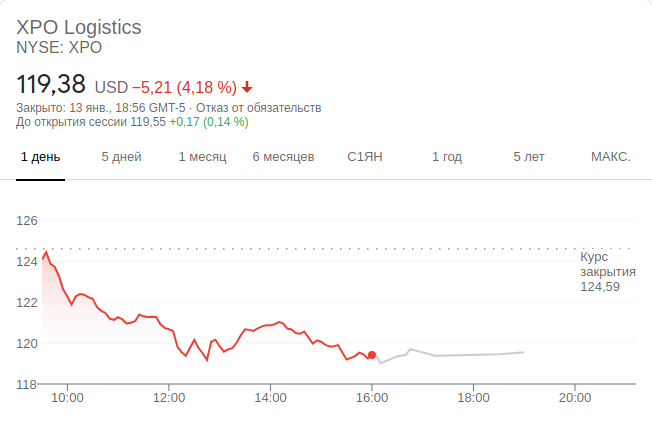 XPO Logistics
NYSE: XPO
119,38 USD −5,21 (4,18 %)
Закрыто: 13 янв., 18:56 GMT-5 · Отказ от обязательств
До открытия сессии 119,55 +0,17 (0,14 %)
1 день 5 дней 1 месяц 6 месяцев С1ЯН 1 год 5 лет МАКС.
126
124
122
120
118
Курс
закрытия
124,59
10:00 12:00 14:00 16:00 18:00 20:00